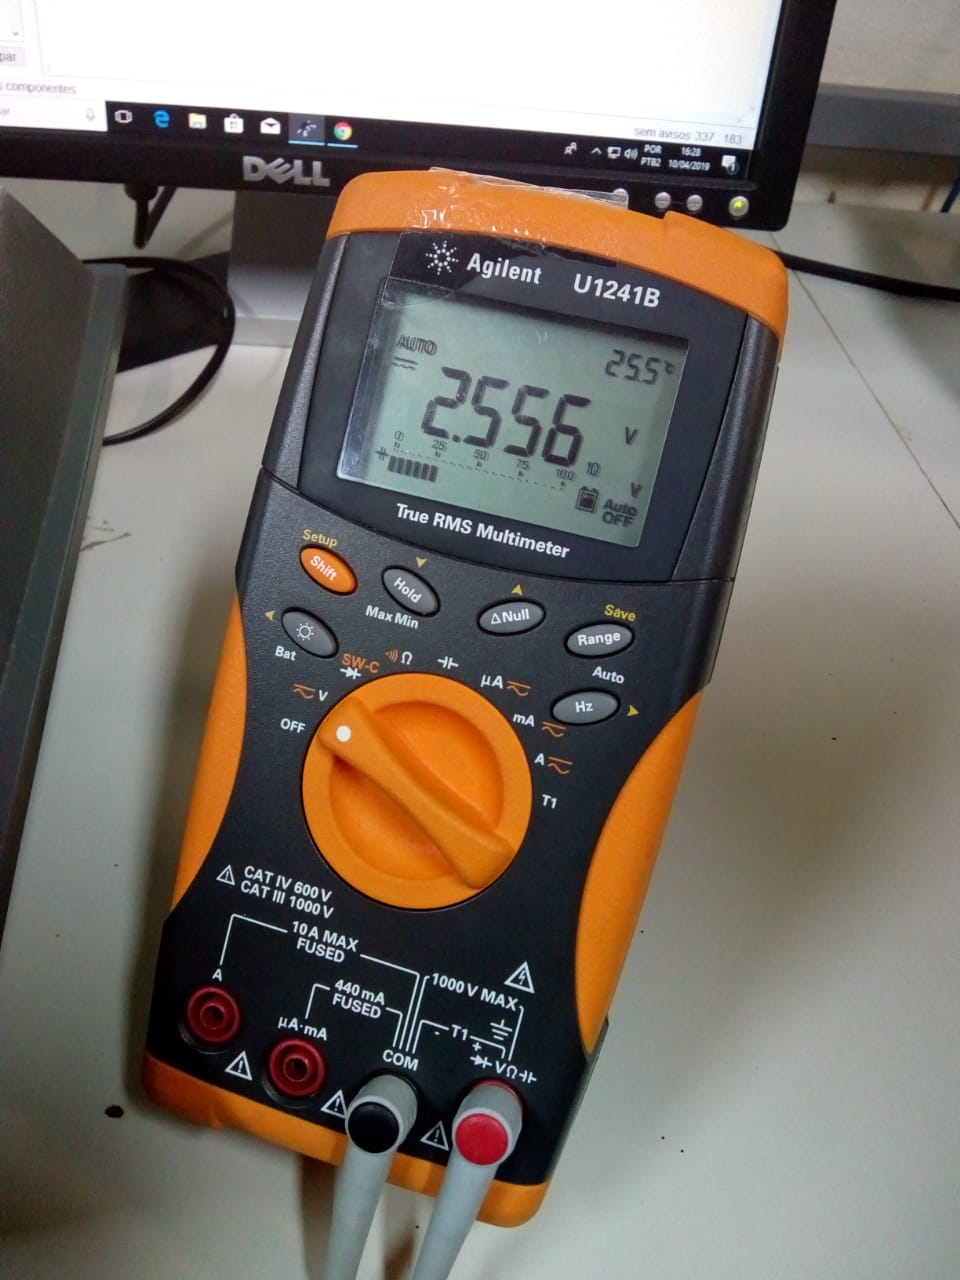 par
s componentes
ar
sem avisos 337 : 183
POR
PTB2
16:28
10/04/2019
DELL
Agilent U1241B
AUTO
25.5 °C
2.556 V
0 25 50 75 100 10
V
Auto
OFF
True RMS Multimeter
Setup
Shift
Hold
Max Min
ΔNull
Save
Range
Auto
Bat
SW-C
Ω
μA
mA
Hz
V
OFF
A
T1
CAT IV 600 V
CAT III 1000 V
10 A MAX
FUSED
A
440 mA
FUSED
1000 V MAX
μA·mA
T1
- +
COM
VΩ